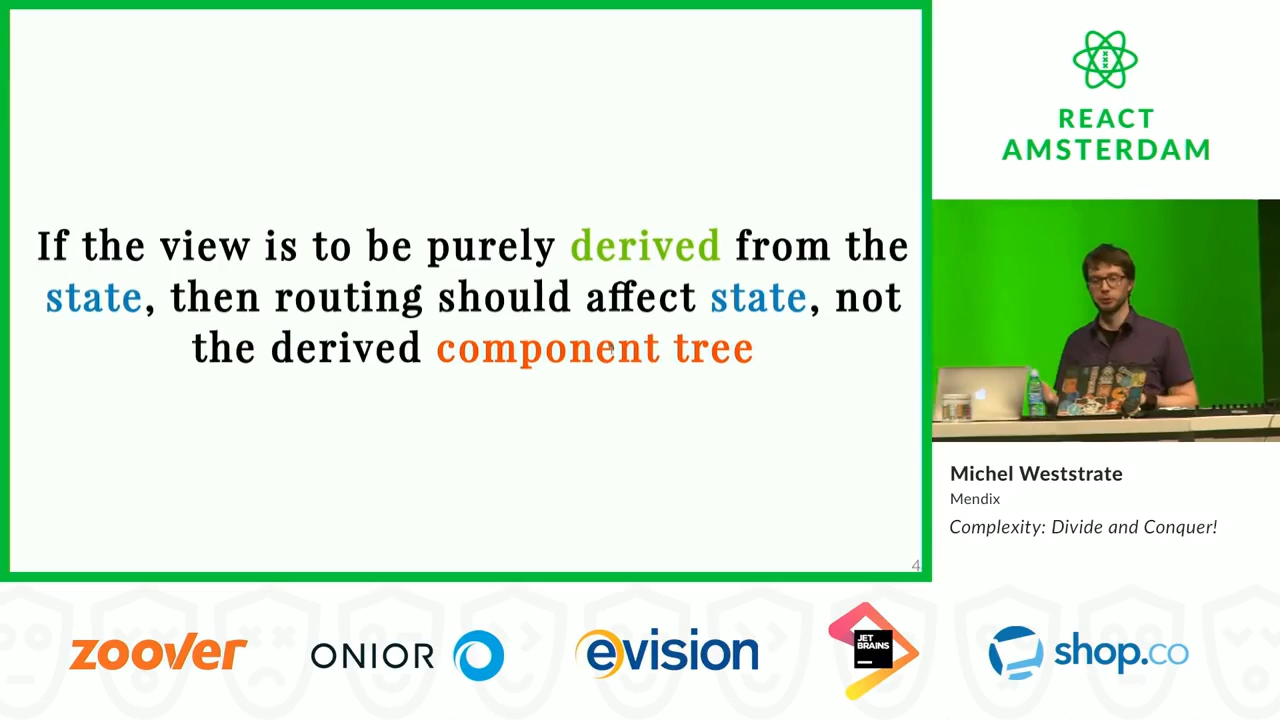 If the view is to be purely derived from the
state, then routing should affect state, not
the derived component tree
4
REACT
AMSTERDAM
Michel Weststrate
Mendix
Complexity: Divide and Conquer!
zoover
ONIOR
evision
JET
BRAINS
shop.co